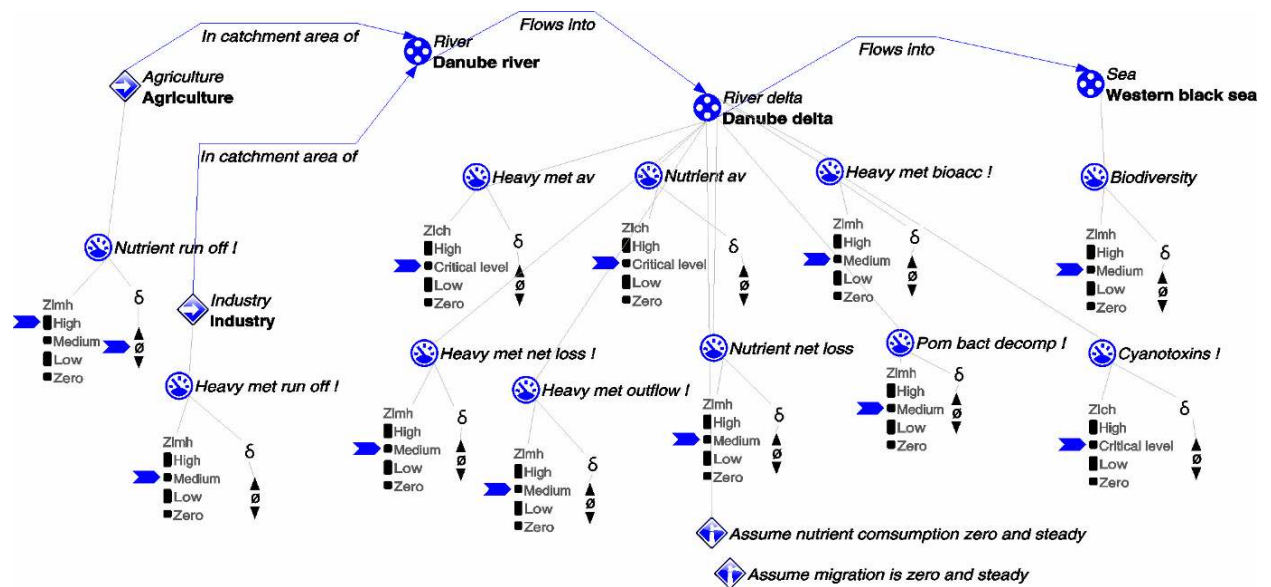 In catchment area of
River
Danube river
Flows into
Flows into
Agriculture
Agriculture
River delta
Danube delta
Sea
Western black sea
In catchment area of
Heavy met av
Nutrient av
Heavy met bioacc !
Biodiversity
Zlch
High
Critical level
Low
Zero
δ
ø
Zlch
High
Critical level
Low
Zero
δ
ø
Zlmh
High
Medium
Low
Zero
δ
ø
Zlmh
High
Medium
Low
Zero
δ
ø
Nutrient run off !
Zlmh
High
Medium
Low
Zero
δ
ø
Industry
Industry
Heavy met run off !
Zlmh
High
Medium
Low
Zero
δ
ø
Heavy met net loss !
Zlmh
High
Medium
Low
Zero
δ
ø
Heavy met outflow !
Zlmh
High
Medium
Low
Zero
δ
ø
Nutrient net loss
Zlmh
High
Medium
Low
Zero
δ
ø
Pom bact decomp !
Zlmh
High
Medium
Low
Zero
δ
ø
Cyanotoxins !
Zlch
High
Critical level
Low
Zero
δ
ø
Assume nutrient comsumption zero and steady
Assume migration is zero and steady